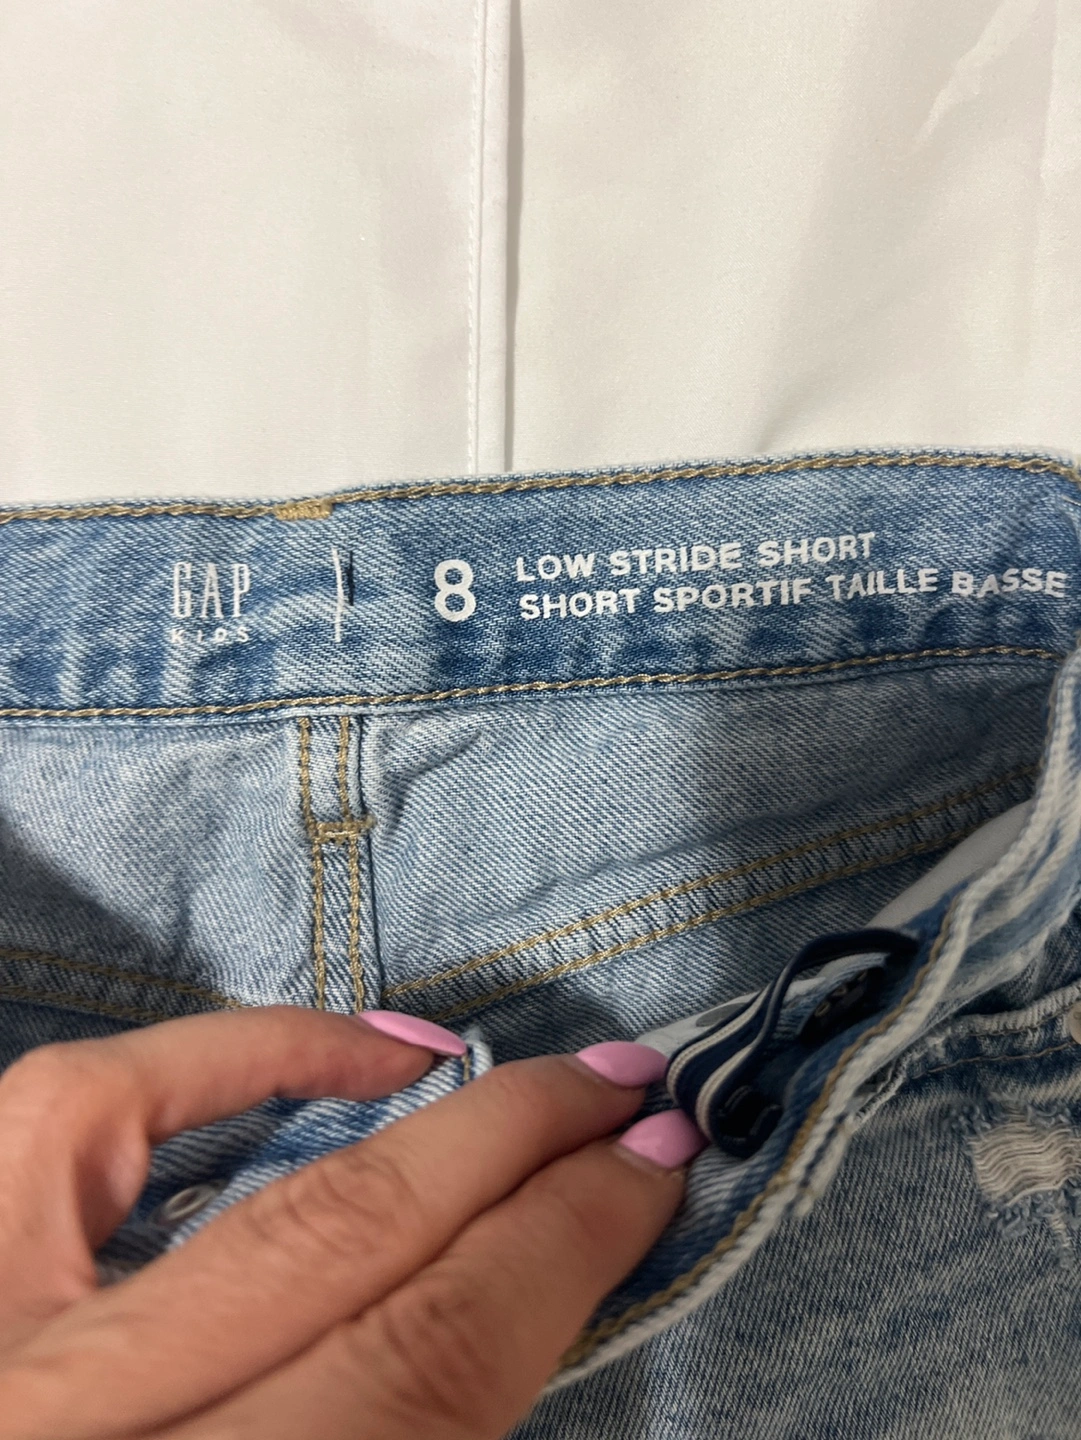 GAP
KIDS
8
LOW STRIDE SHORT
SHORT SPORTIF TAILLE BASSE